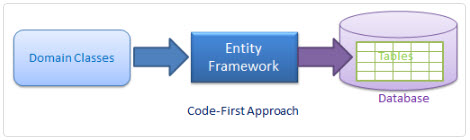 Domain Classes
Entity
Framework
Tables
Database
Code-First Approach